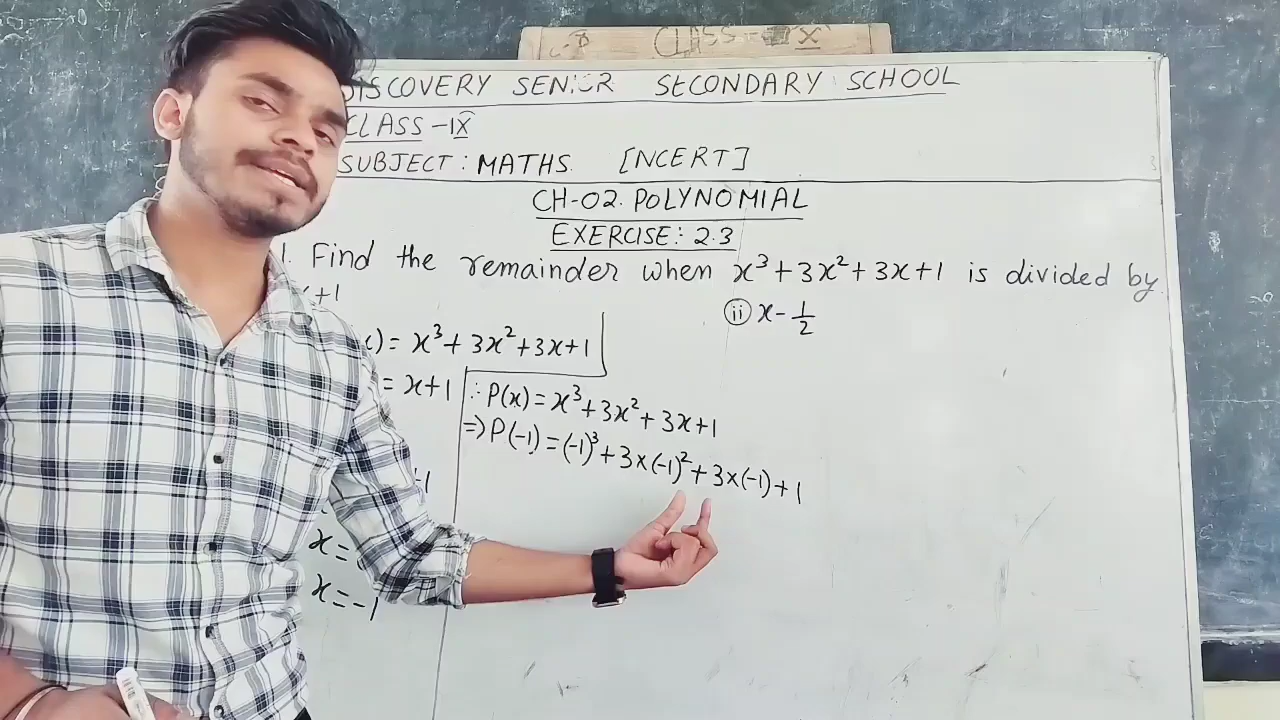 CLASS - IX
DISCOVERY SENIOR SECONDARY SCHOOL
CLASS - IX
SUBJECT : MATHS. [NCERT]
CH-02. POLYNOMIAL
EXERCISE : 2.3
1. Find the remainder when x³ + 3x² + 3x + 1 is divided by
x+1
ii x - 1/2
x) = x³ + 3x² + 3x + 1
= x+1
∴ P(x) = x³ + 3x² + 3x + 1
⇒ P(-1) = (-1)³ + 3×(-1)² + 3×(-1) + 1
+1
x =
x = -1